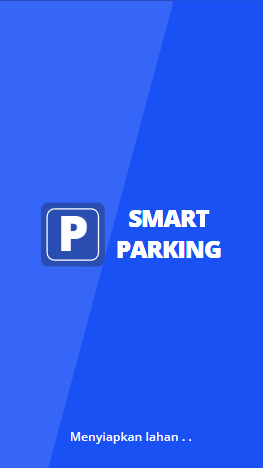 P
SMART
PARKING
Menyiapkan lahan . .